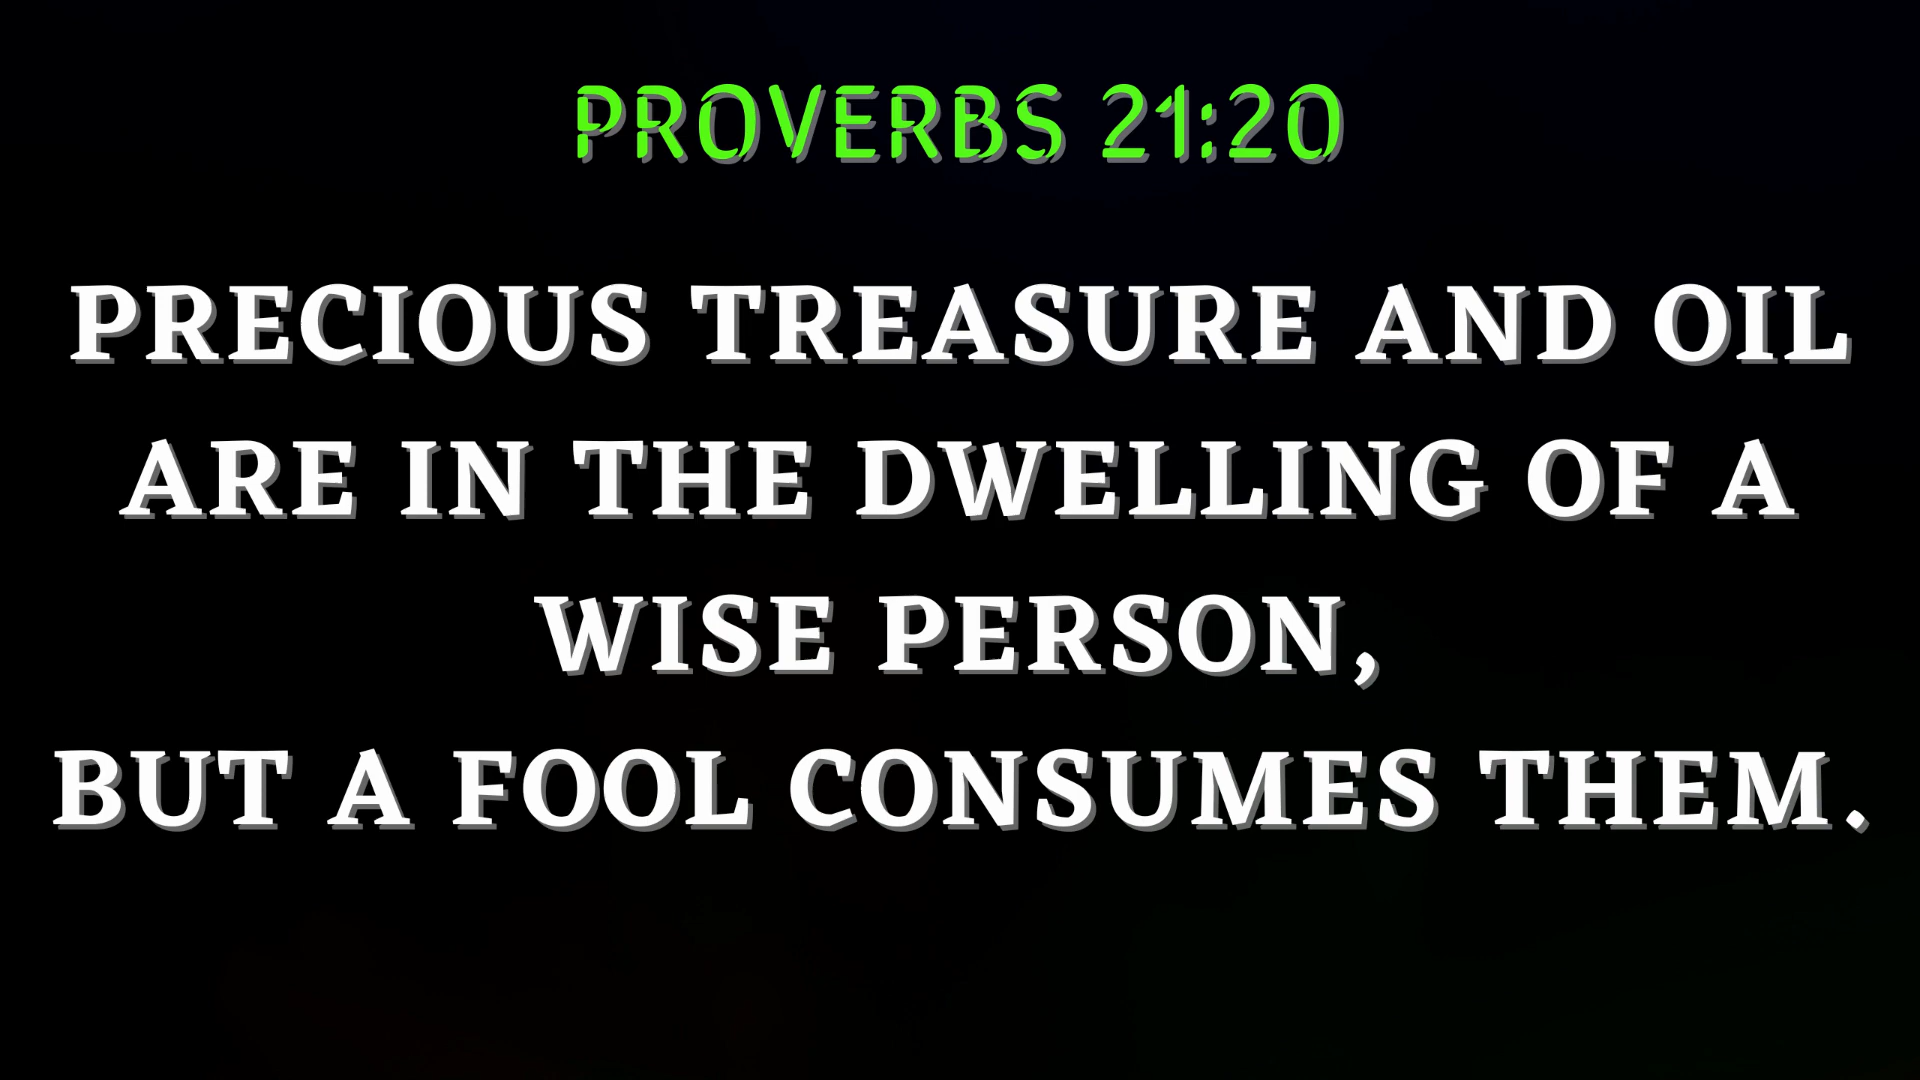 PROVERBS 21:20
PRECIOUS TREASURE AND OIL
ARE IN THE DWELLING OF A
WISE PERSON,
BUT A FOOL CONSUMES THEM.